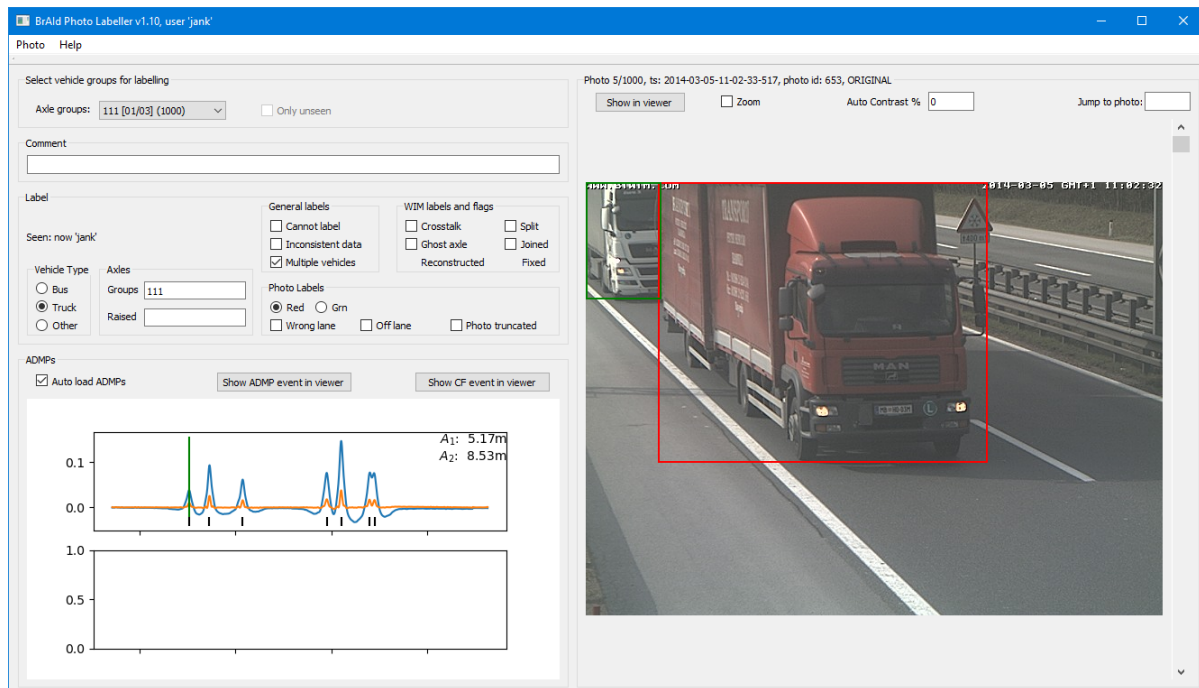 BrAId Photo Labeller v1.10, user 'jank'
Photo Help
Select vehicle groups for labelling
Axle groups: 111 [01/03] (1000) Only unseen
Comment
Label
Seen: now 'jank'
Vehicle Type
Bus
Truck
Other
Axles
Groups 111
Raised
General labels
Cannot label
Inconsistent data
Multiple vehicles
WIM labels and flags
Crosstalk Split
Ghost axle Joined
Reconstructed Fixed
Photo Labels
Red Grn
Wrong lane Off lane Photo truncated
ADMPs
Auto load ADMPs Show ADMP event in viewer Show CF event in viewer
A1: 5.17m
A2: 8.53m
0.1
0.0
1.0
0.5
0.0
Photo 5/1000, ts: 2014-03-05-11-02-33-517, photo id: 653, ORIGINAL
Show in viewer Zoom Auto Contrast % 0 Jump to photo:
2014-03-05 GMT+1 11:02:32
TRANSPORT
MAN
L